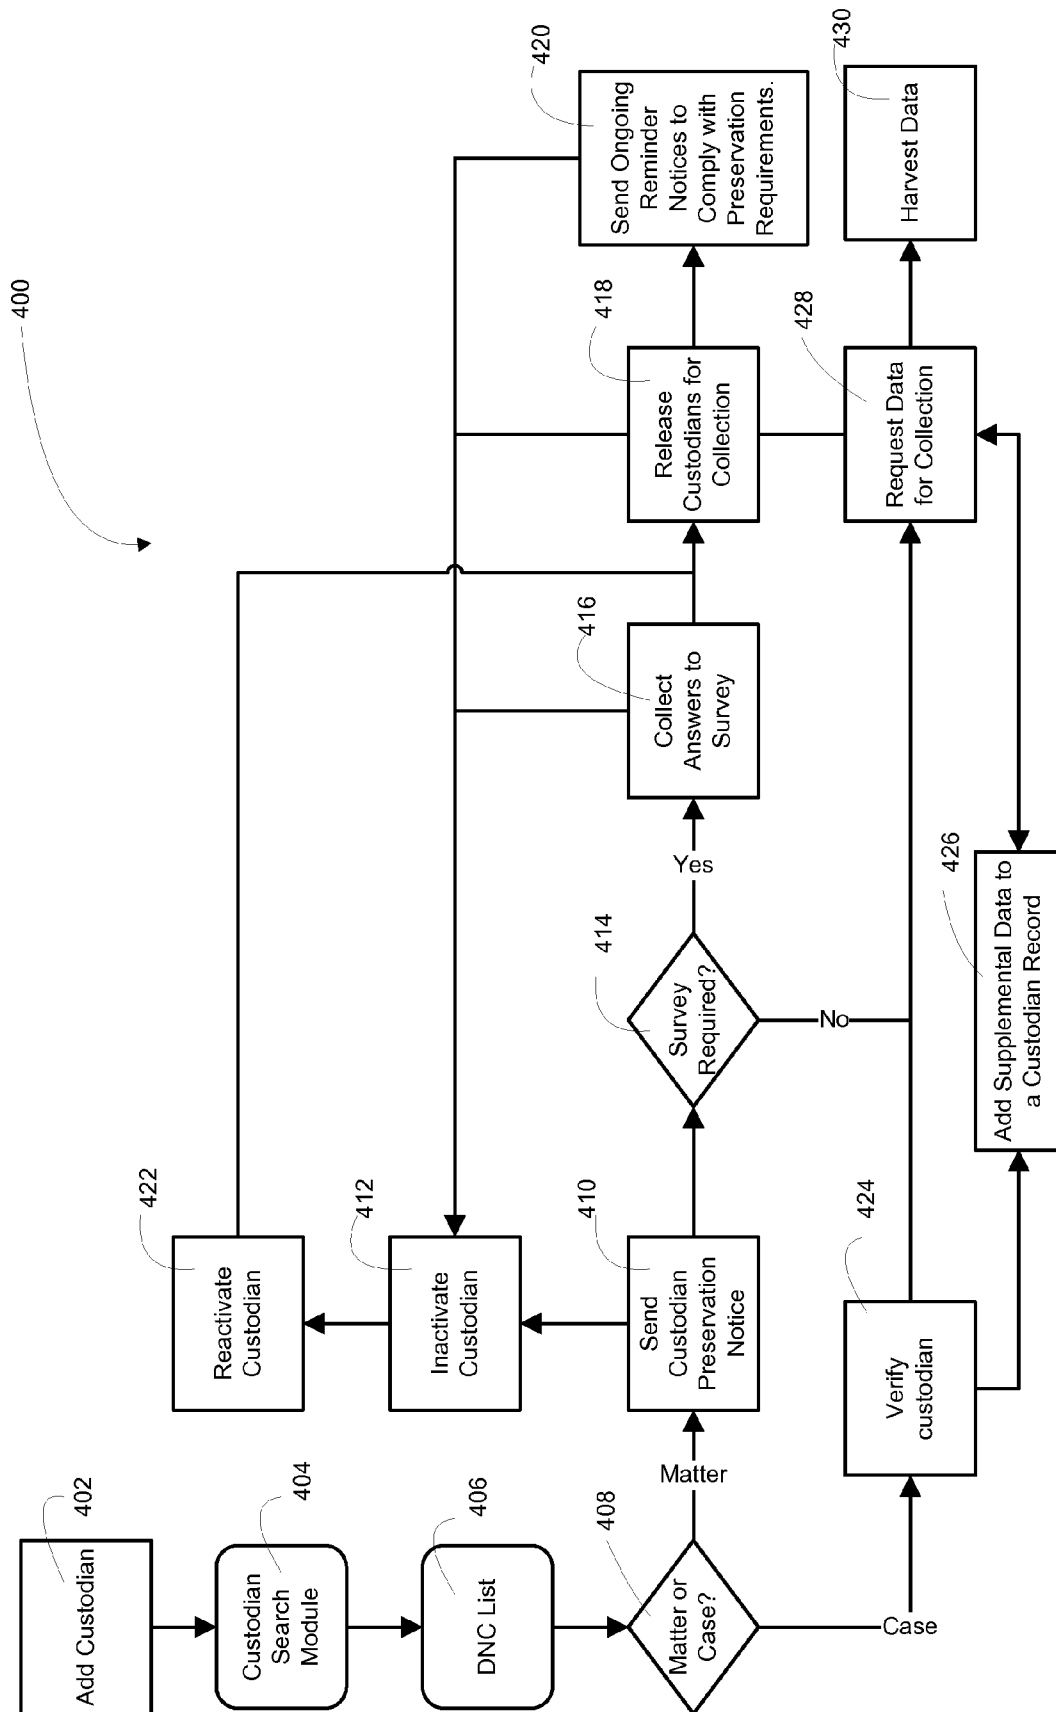 400
Add Custodian
402
Custodian
Search
Module
404
DNC List
406
Matter or
Case?
408
Matter
Case
Send
Custodian
Preservation
Notice
410
Inactivate
Custodian
412
Reactivate
Custodian
422
Survey
Required?
414
Yes
No
Collect
Answers to
Survey
416
Release
Custodians for
Collection
418
Send Ongoing
Reminder
Notices to
Comply with
Preservation
Requirements.
420
Verify
custodian
424
Add Supplemental Data to
a Custodian Record
426
Request Data
for Collection
428
Harvest Data
430